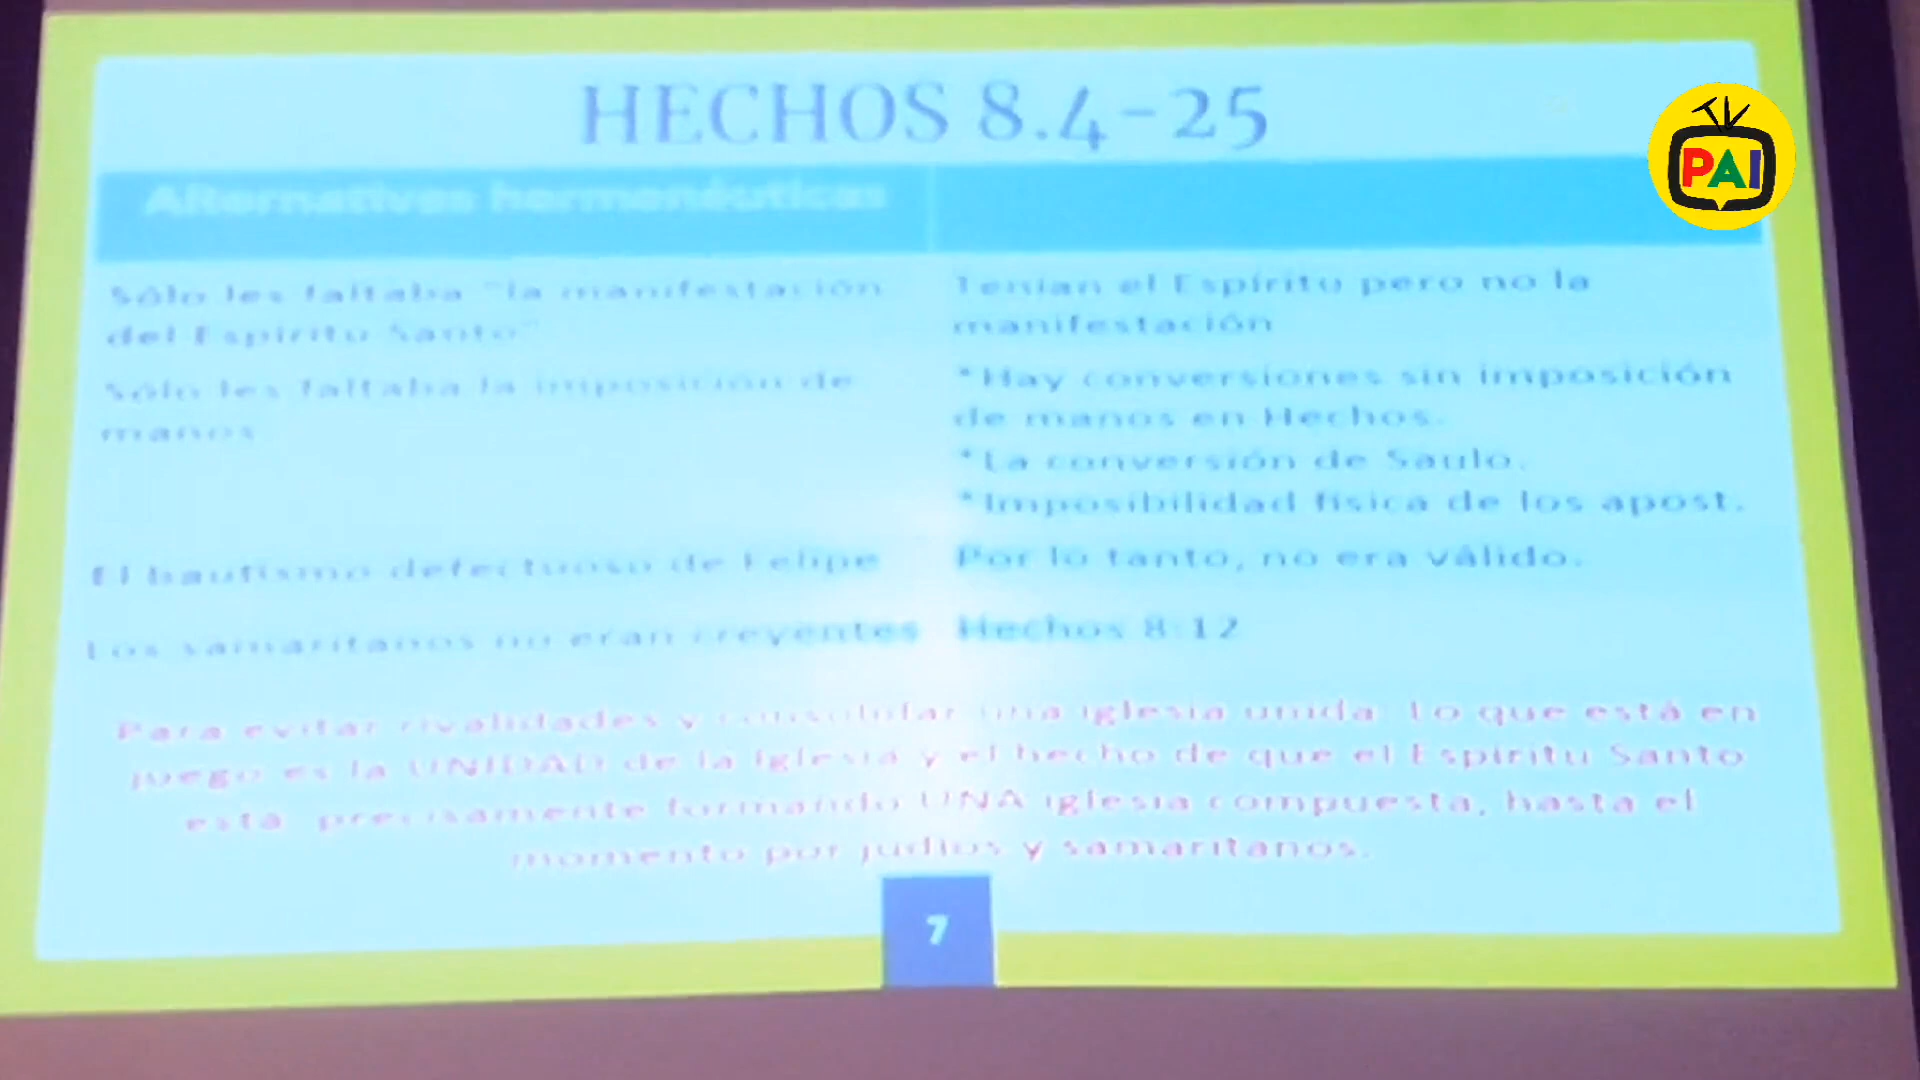 HECHOS 8.4-25
TV
PAI
Alternativas hermenéuticas
Sólo les faltaba "la manifestación
del Espíritu Santo"
Tenían el Espíritu pero no la
manifestación
Sólo les faltaba la imposición de
manos
*Hay conversiones sin imposición
de manos en Hechos.
*La conversión de Saulo.
*Imposibilidad física de los apost.
El bautismo defectuoso de Felipe
Por lo tanto, no era válido.
Los samaritanos no eran creyentes
Hechos 8:12
Para evitar rivalidades y consolidar una iglesia unida. Lo que está en
juego es la UNIDAD de la iglesia y el hecho de que el Espíritu Santo
está precisamente formando UNA iglesia compuesta, hasta el
momento por judíos y samaritanos.
7